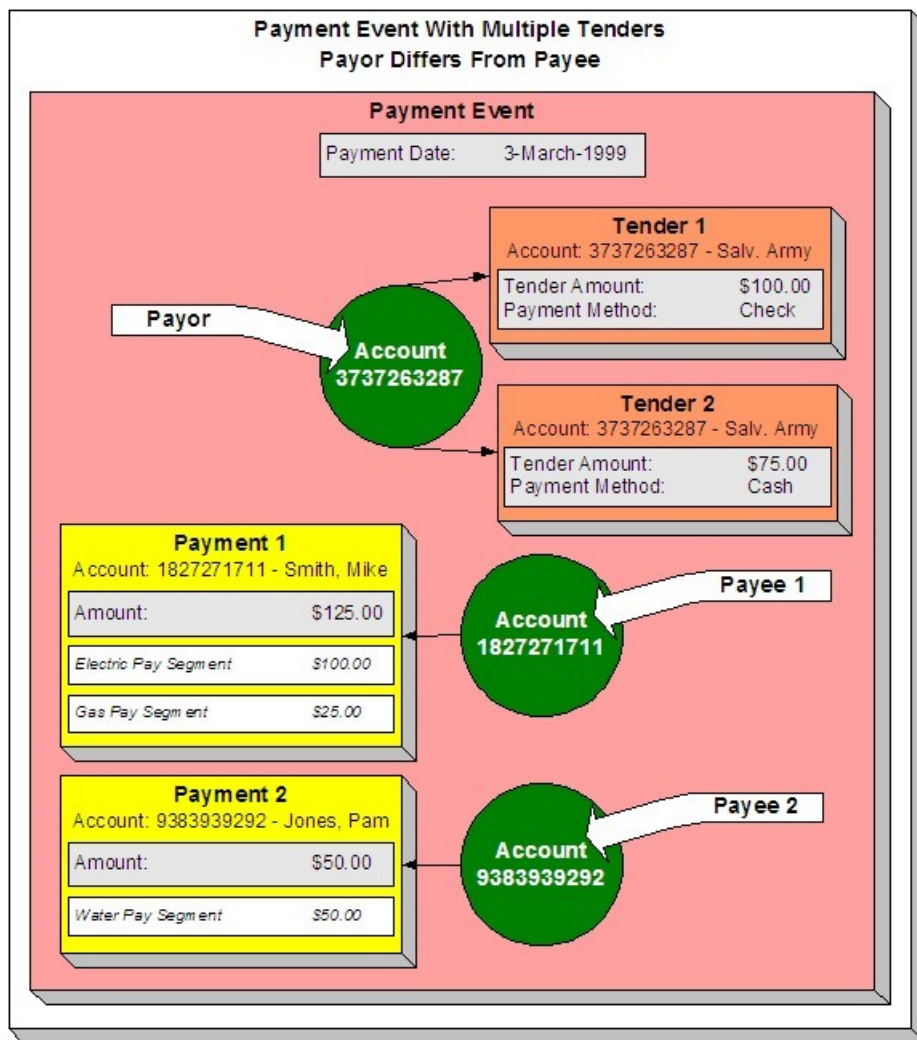 Payment Event With Multiple Tenders
Payor Differs From Payee
Payment Event
Payment Date: 3-March-1999
Tender 1
Account: 3737263287 - Salv. Army
Tender Amount: $100.00
Payment Method: Check
Payor
Account
3737263287
Tender 2
Account: 3737263287 - Salv. Army
Tender Amount: $75.00
Payment Method: Cash
Payment 1
Account: 1827271711 - Smith, Mike
Amount: $125.00
Electric Pay Segment $100.00
Gas Pay Segment $25.00
Payee 1
Account
1827271711
Payment 2
Account: 9383939292 - Jones, Pam
Amount: $50.00
Water Pay Segment $50.00
Payee 2
Account
9383939292